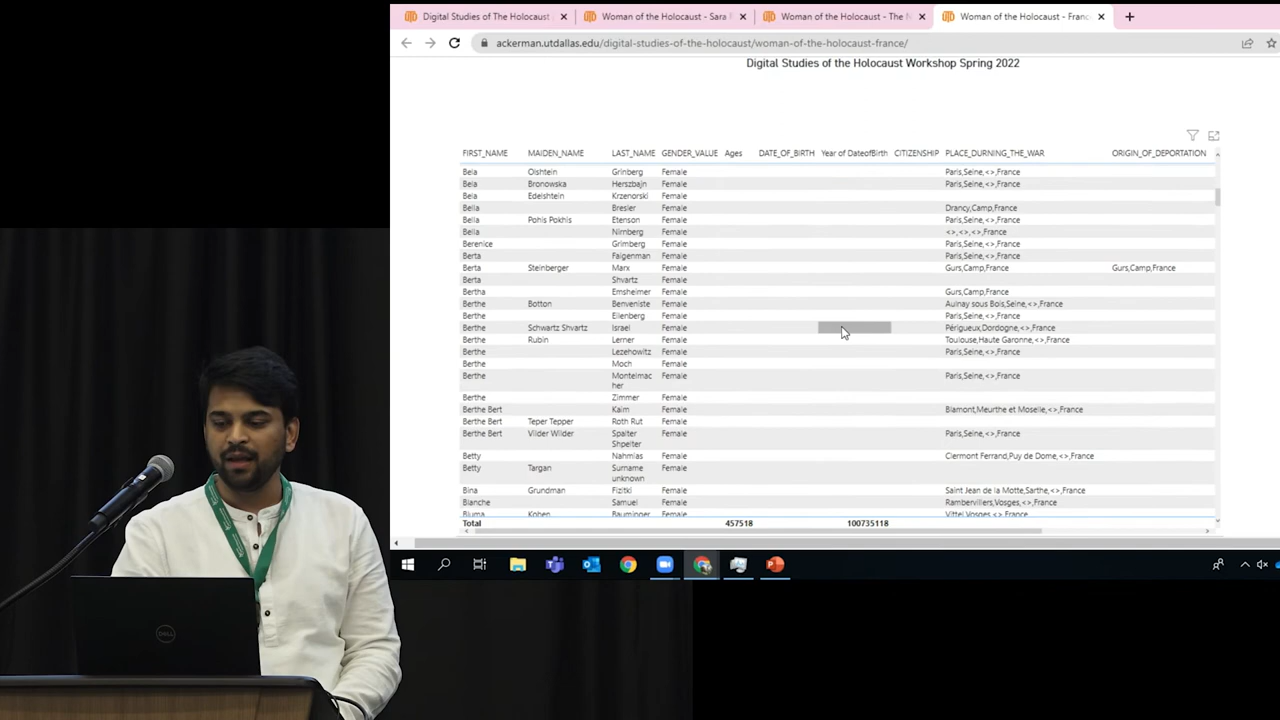 Digital Studies of The Holocaust
Woman of the Holocaust - Sara
Woman of the Holocaust - The
Woman of the Holocaust - Franc
ackerman.utdallas.edu/digital-studies-of-the-holocaust/woman-of-the-holocaust-france/
Digital Studies of the Holocaust Workshop Spring 2022
FIRST_NAME MAIDEN_NAME LAST_NAME GENDER_VALUE Ages DATE_OF_BIRTH Year of DateofBirth CITIZENSHIP PLACE_DURNING_THE_WAR ORIGIN_OF_DEPORTATION
Bela Olshtein Grinberg Female Paris,Seine,<>,France
Bela Bronowska Herszbajn Female Paris,Seine,<>,France
Bela Edelshtein Krzenorski Female
Bella Bresler Female Drancy,Camp,France
Bella Pohis Pokhis Etenson Female Paris,Seine,<>,France
Bella Nirnberg Female <>,<>,<>,France
Berenice Grimberg Female Paris,Seine,<>,France
Berta Faigenman Female Paris,Seine,<>,France
Berta Steinberger Marx Female Gurs,Camp,France Gurs,Camp,France
Berta Shvartz Female
Bertha Emsheimer Female Gurs,Camp,France
Berthe Botton Benveniste Female Aulnay sous Bois,Seine,<>,France
Berthe Eilenberg Female Paris,Seine,<>,France
Berthe Schwartz Shvartz Israel Female Périgueux,Dordogne,<>,France
Berthe Rubin Lerner Female Toulouse,Haute Garonne,<>,France
Berthe Lezehowitz Female Paris,Seine,<>,France
Berthe Moch Female
Berthe Montelmac Female Paris,Seine,<>,France
her
Berthe Zimmer Female
Berthe Bert Kaim Female Blamont,Meurthe et Moselle,<>,France
Berthe Bert Teper Tepper Roth Rut Female
Berthe Bert Vilder Wilder Spalter Female Paris,Seine,<>,France
Shpelter
Betty Nahmias Female Clermont Ferrand,Puy de Dome,<>,France
Betty Targan Surname Female
unknown
Bina Grundman Fizitki Female Saint Jean de la Motte,Sarthe,<>,France
Blanche Samuel Female Rambervillers,Vosges,<>,France
Bluma Kohen Bauminger Female Vittel,Vosges,<>,France
Total 457518 100735118
DELL